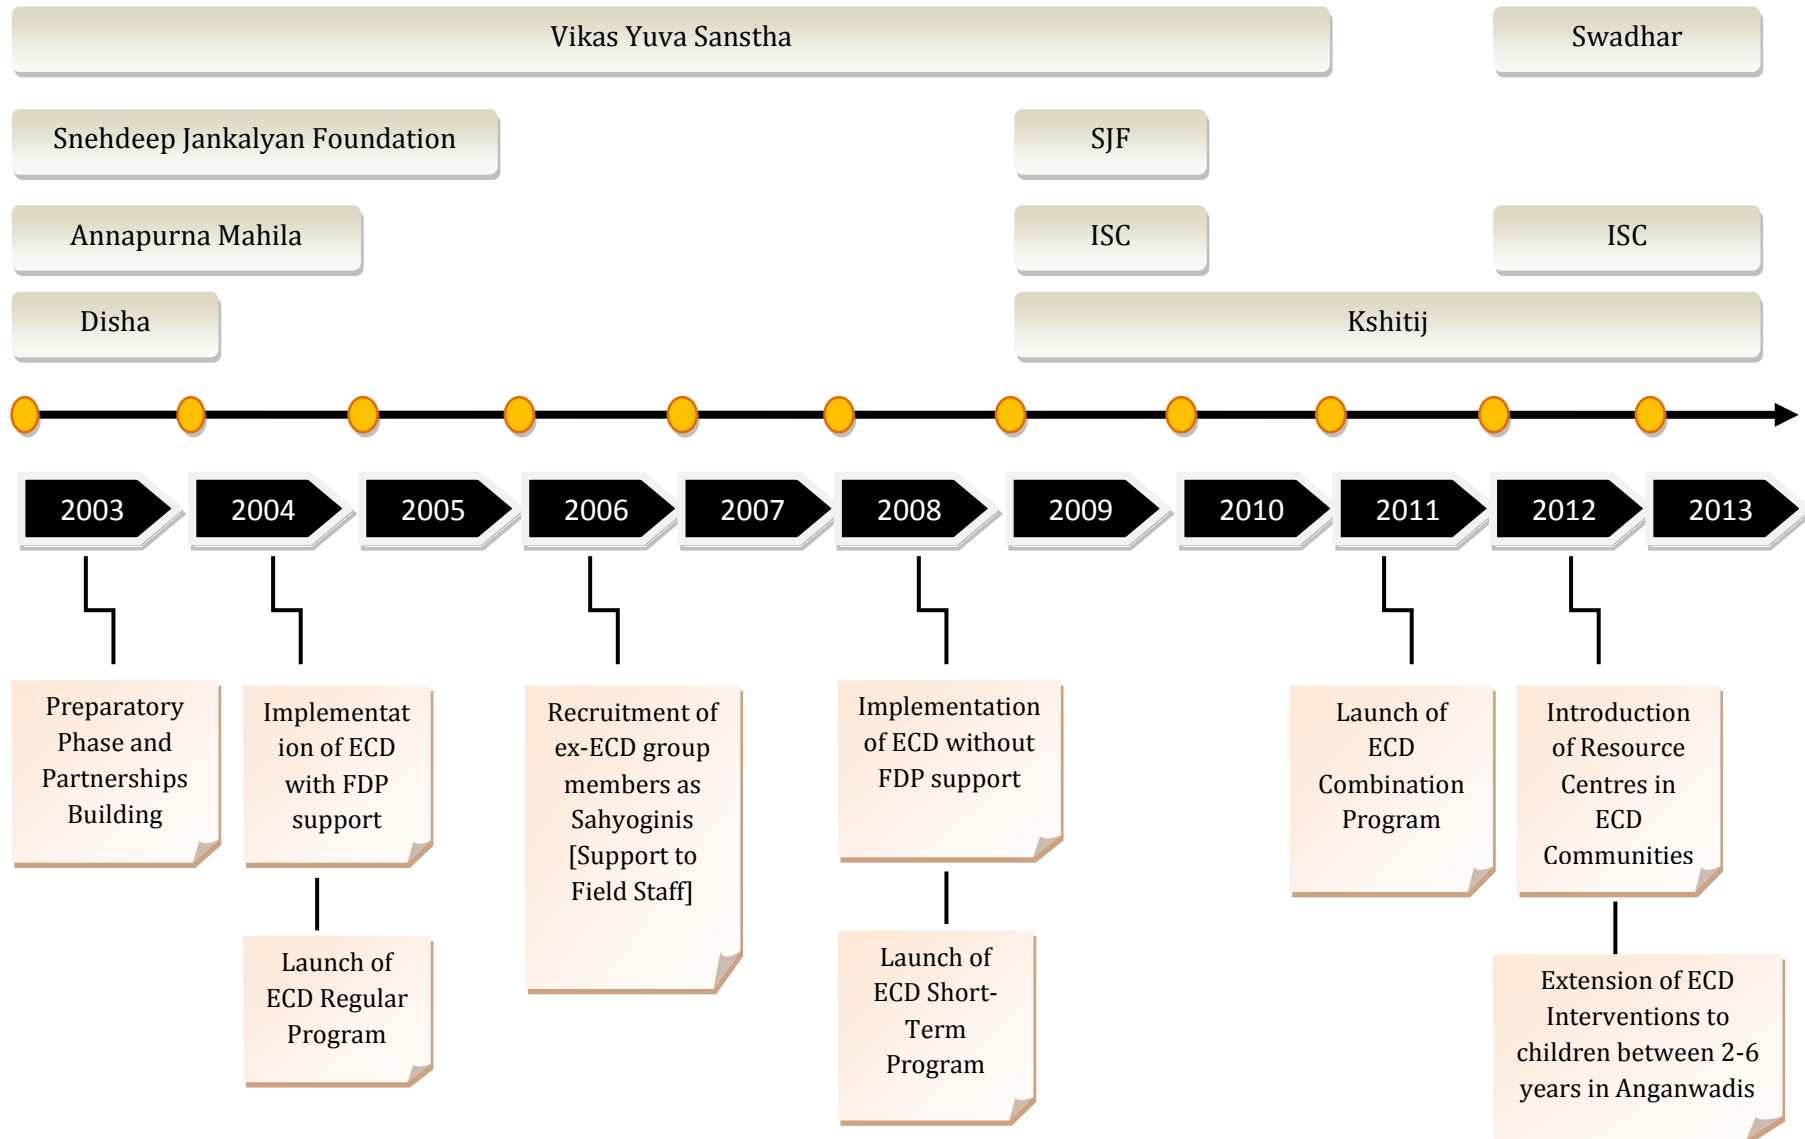 Vikas Yuva Sanstha
Swadhar
Snehdeep Jankalyan Foundation
SJF
Annapurna Mahila
ISC
ISC
Disha
Kshitij
2003
2004
2005
2006
2007
2008
2009
2010
2011
2012
2013
Preparatory
Phase and
Partnerships
Building
Implementat
ion of ECD
with FDP
support
Launch of
ECD Regular
Program
Recruitment of
ex-ECD group
members as
Sahyoginis
[Support to
Field Staff]
Implementation
of ECD without
FDP support
Launch of
ECD Short-
Term
Program
Launch of
ECD
Combination
Program
Introduction
of Resource
Centres in
ECD
Communities
Extension of ECD
Interventions to
children between 2-6
years in Anganwadis